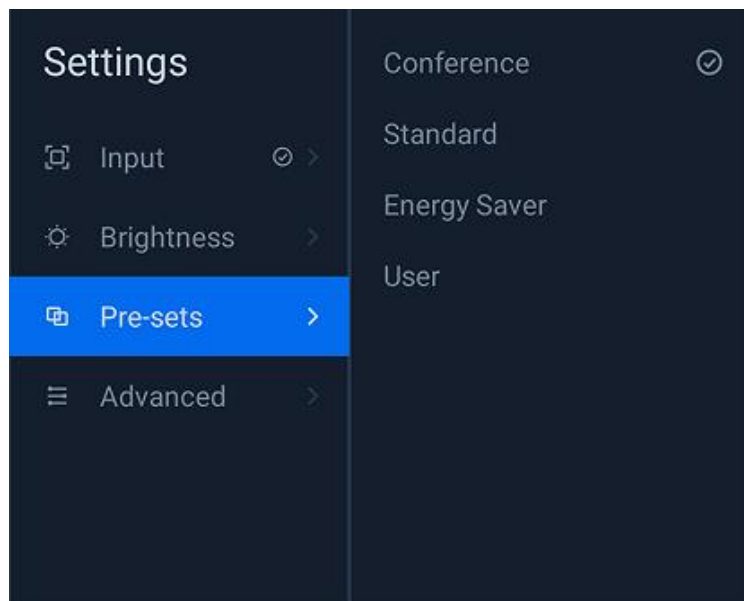 Settings
Input
Brightness
Pre-sets
Advanced
Conference
Standard
Energy Saver
User